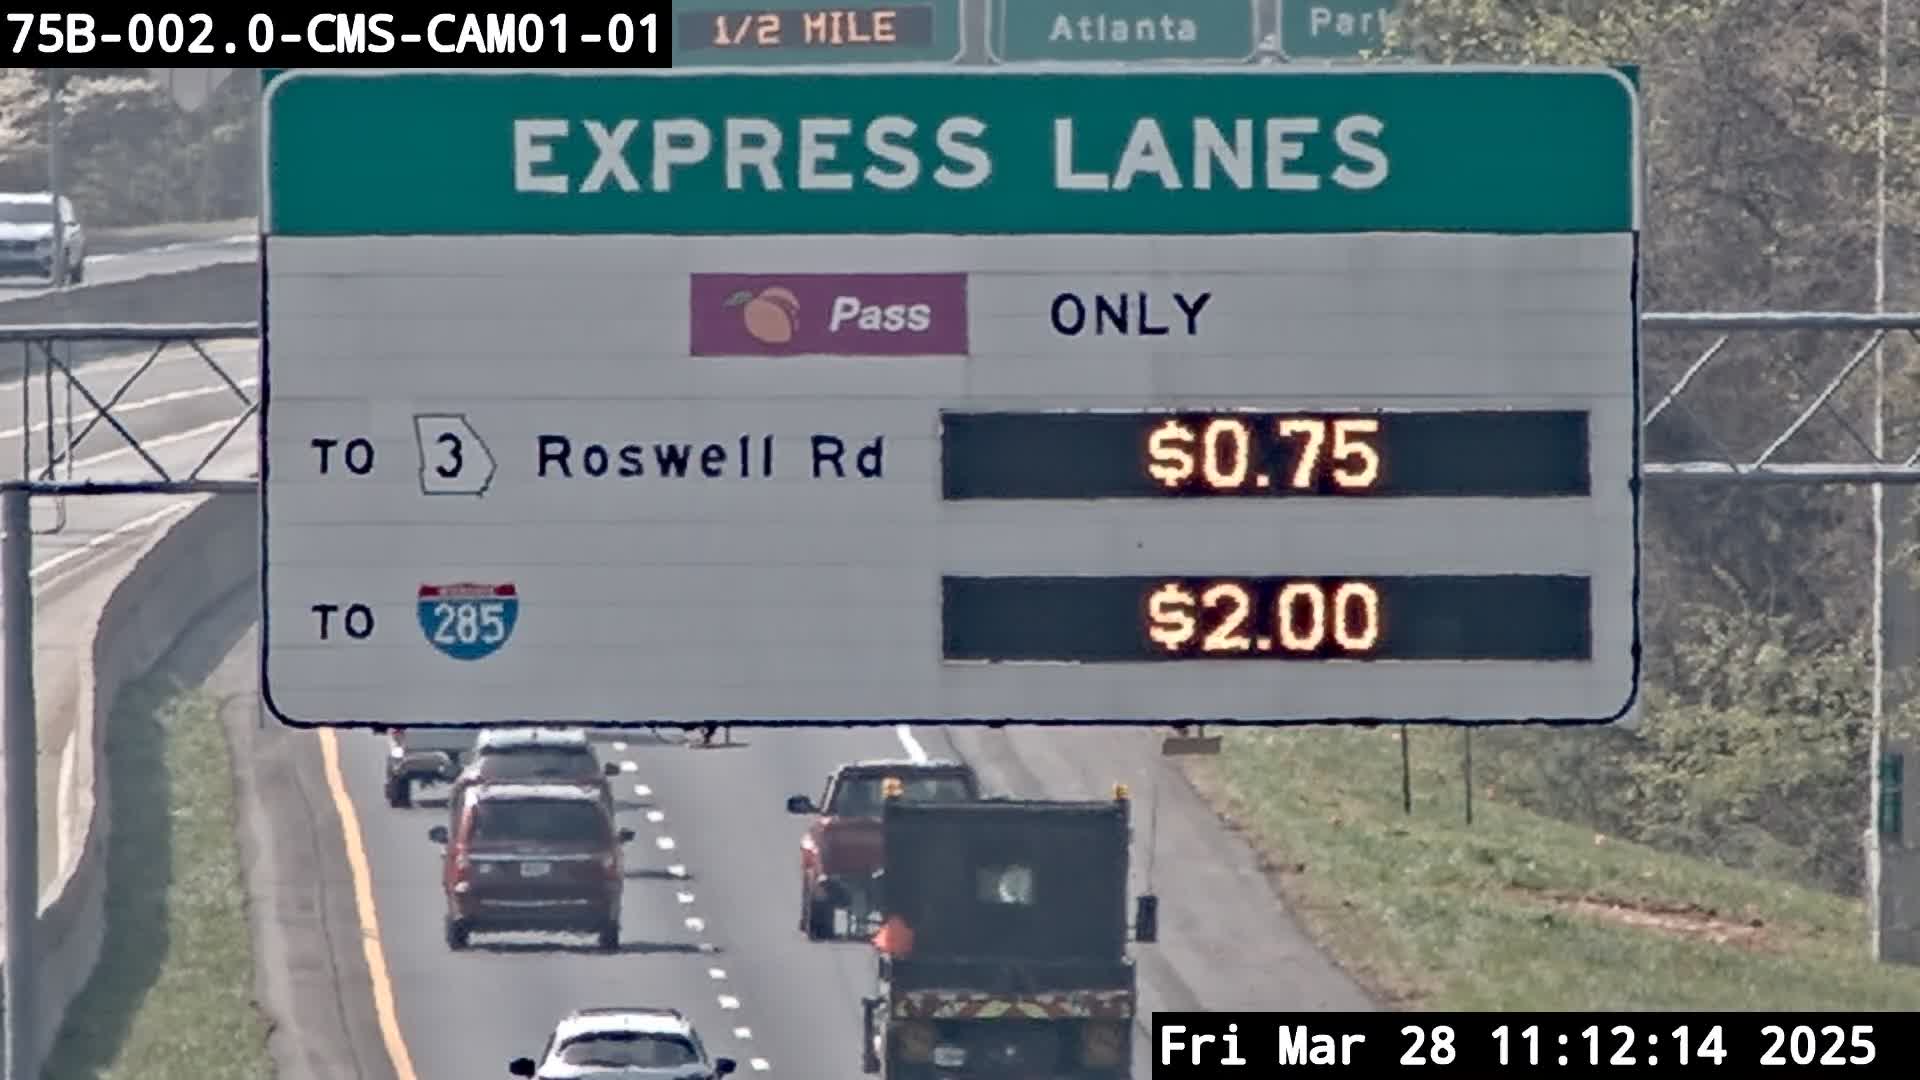 75B-002.0-CMS-CAM01-01
1/2 MILE
Atlanta
Park
EXPRESS LANES
Pass ONLY
TO 3 Roswell Rd $0.75
TO 285 $2.00
Fri Mar 28 11:12:14 2025